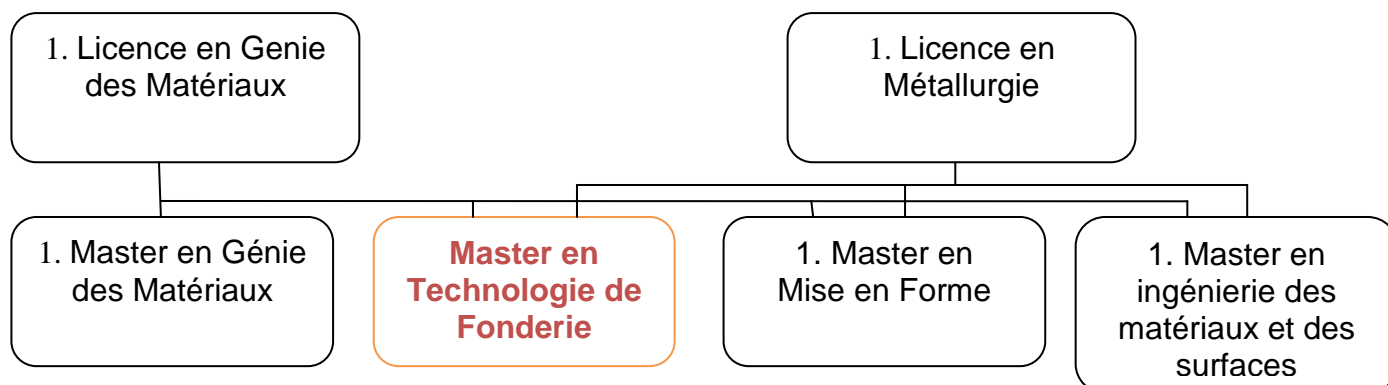 1. Licence en Genie
des Matériaux
1. Licence en
Métallurgie
1. Master en Génie
des Matériaux
Master en
Technologie de
Fonderie
1. Master en
Mise en Forme
1. Master en
ingénierie des
matériaux et des
surfaces